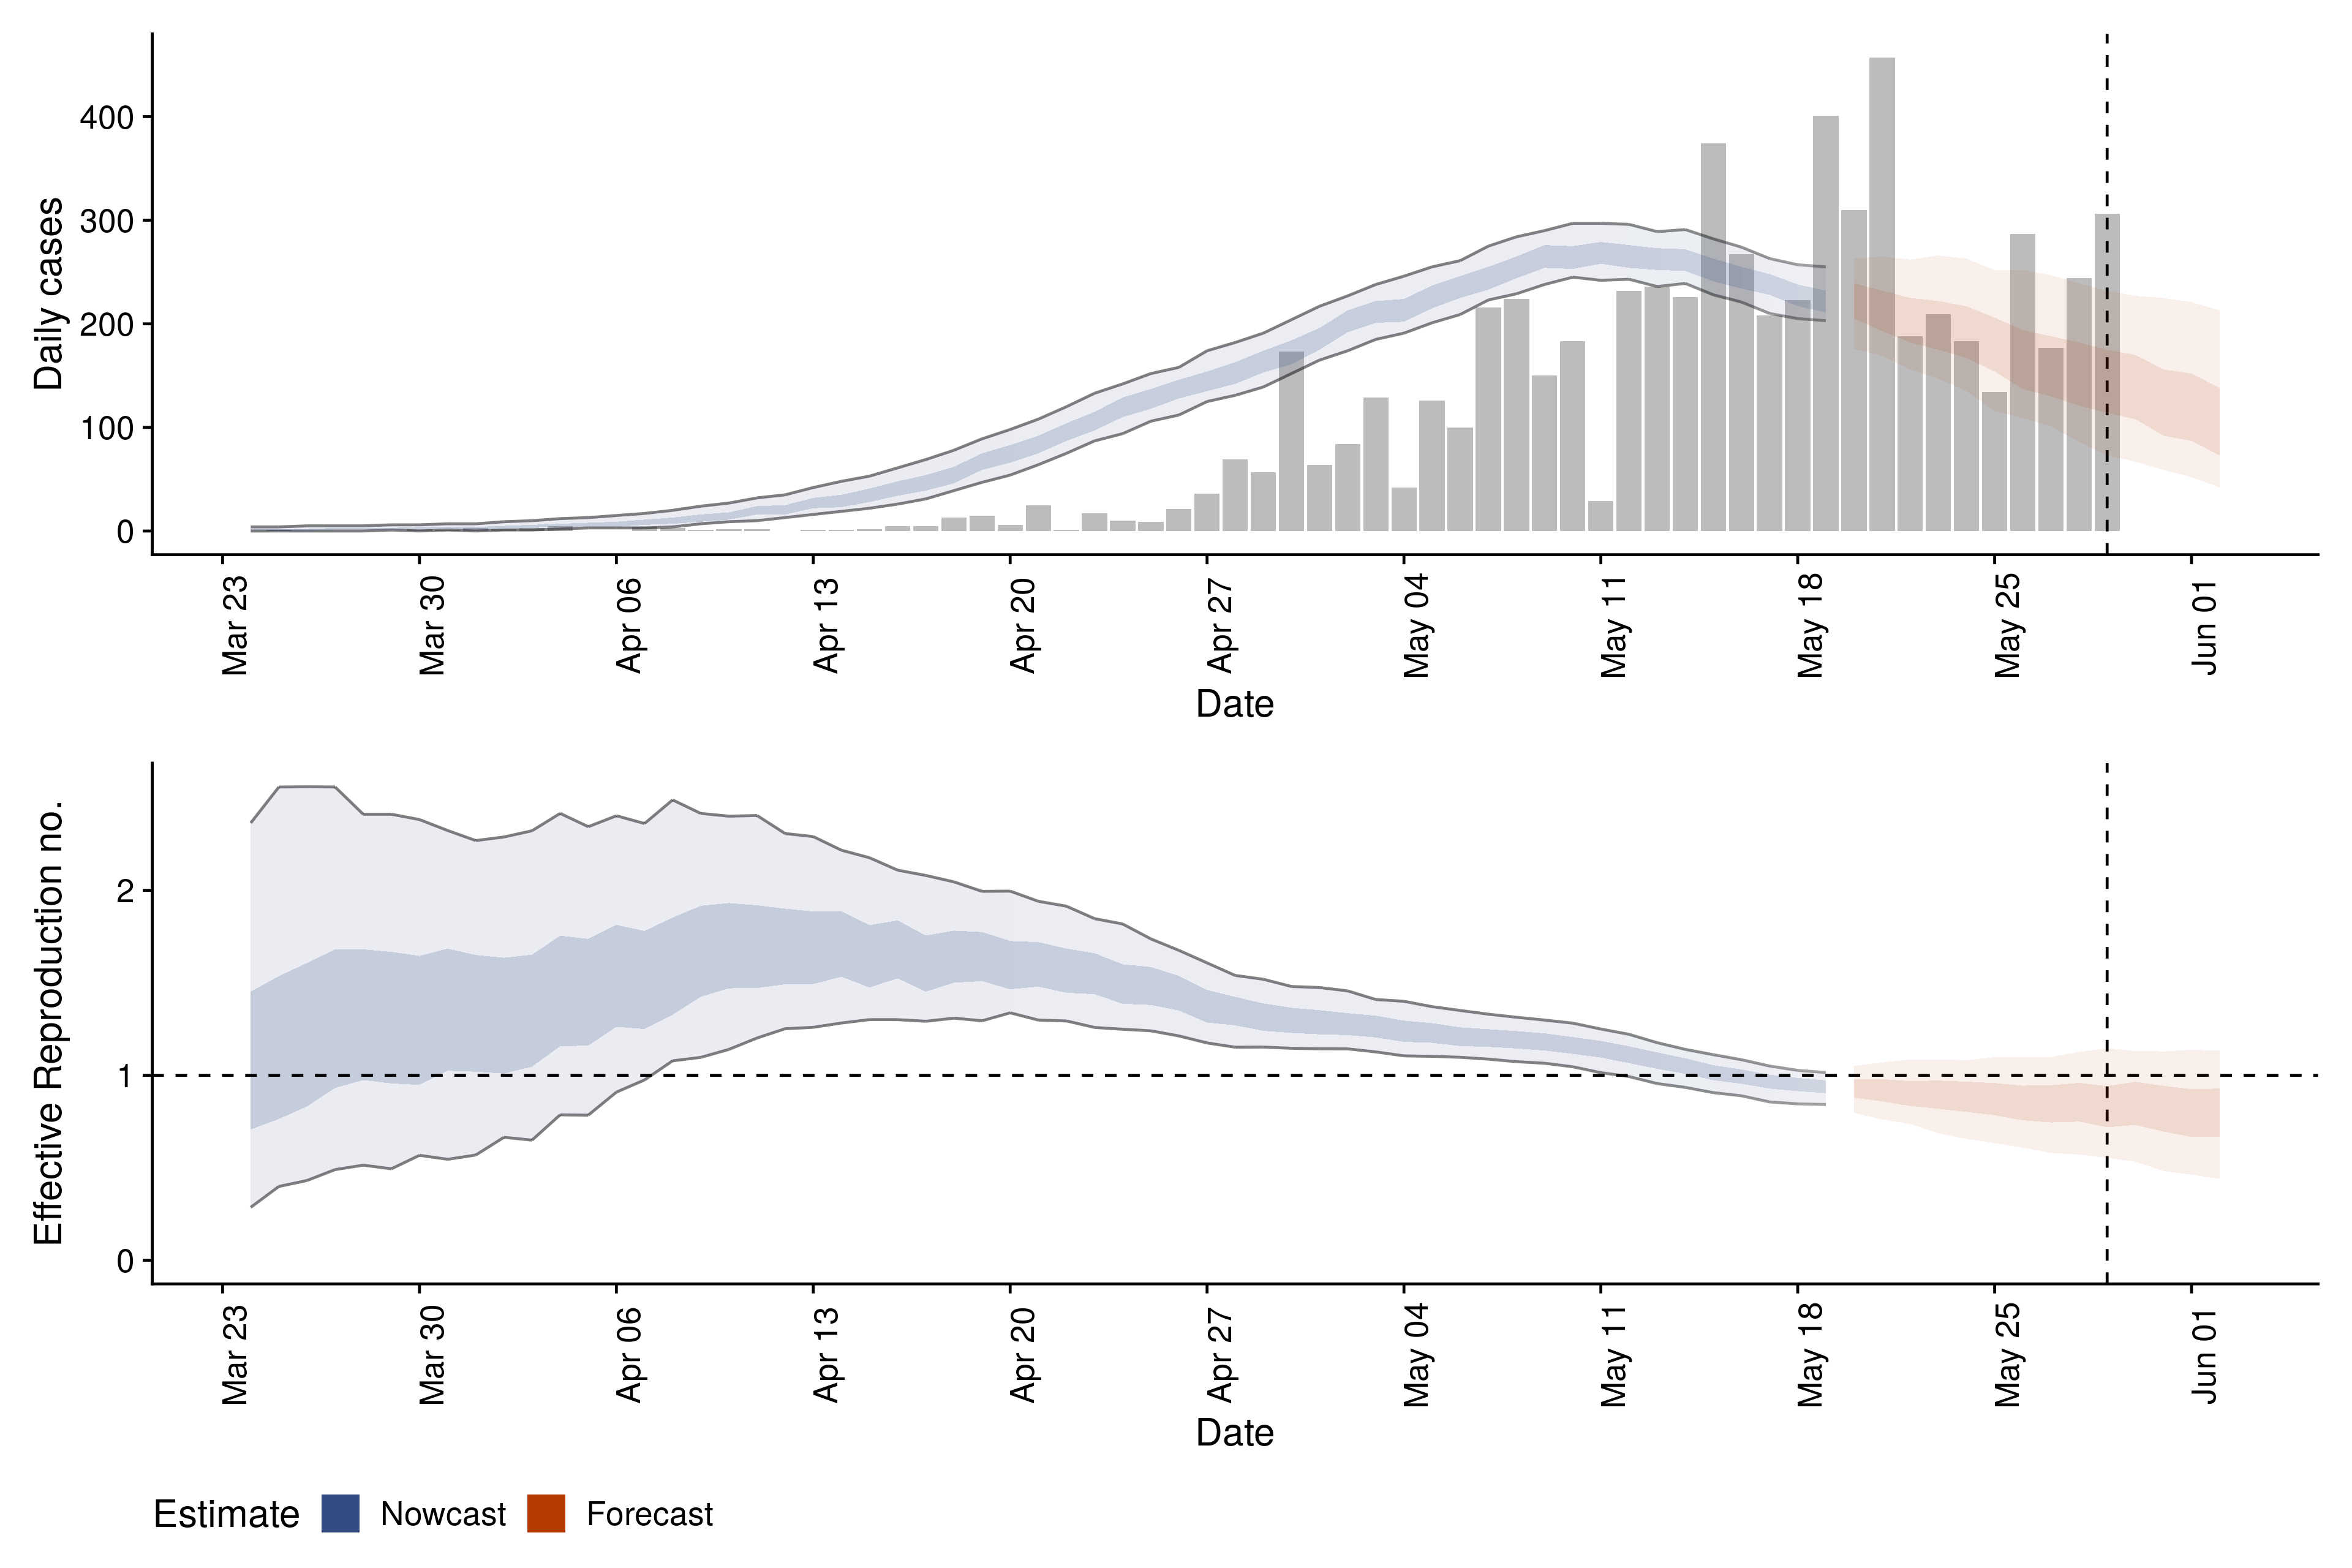 Daily cases
400
300
200
100
0
Mar 23
Mar 30
Apr 06
Apr 13
Apr 20
Apr 27
May 04
May 11
May 18
May 25
Jun 01
Date
Effective Reproduction no.
2
1
0
Mar 23
Mar 30
Apr 06
Apr 13
Apr 20
Apr 27
May 04
May 11
May 18
May 25
Jun 01
Date
Estimate Nowcast Forecast